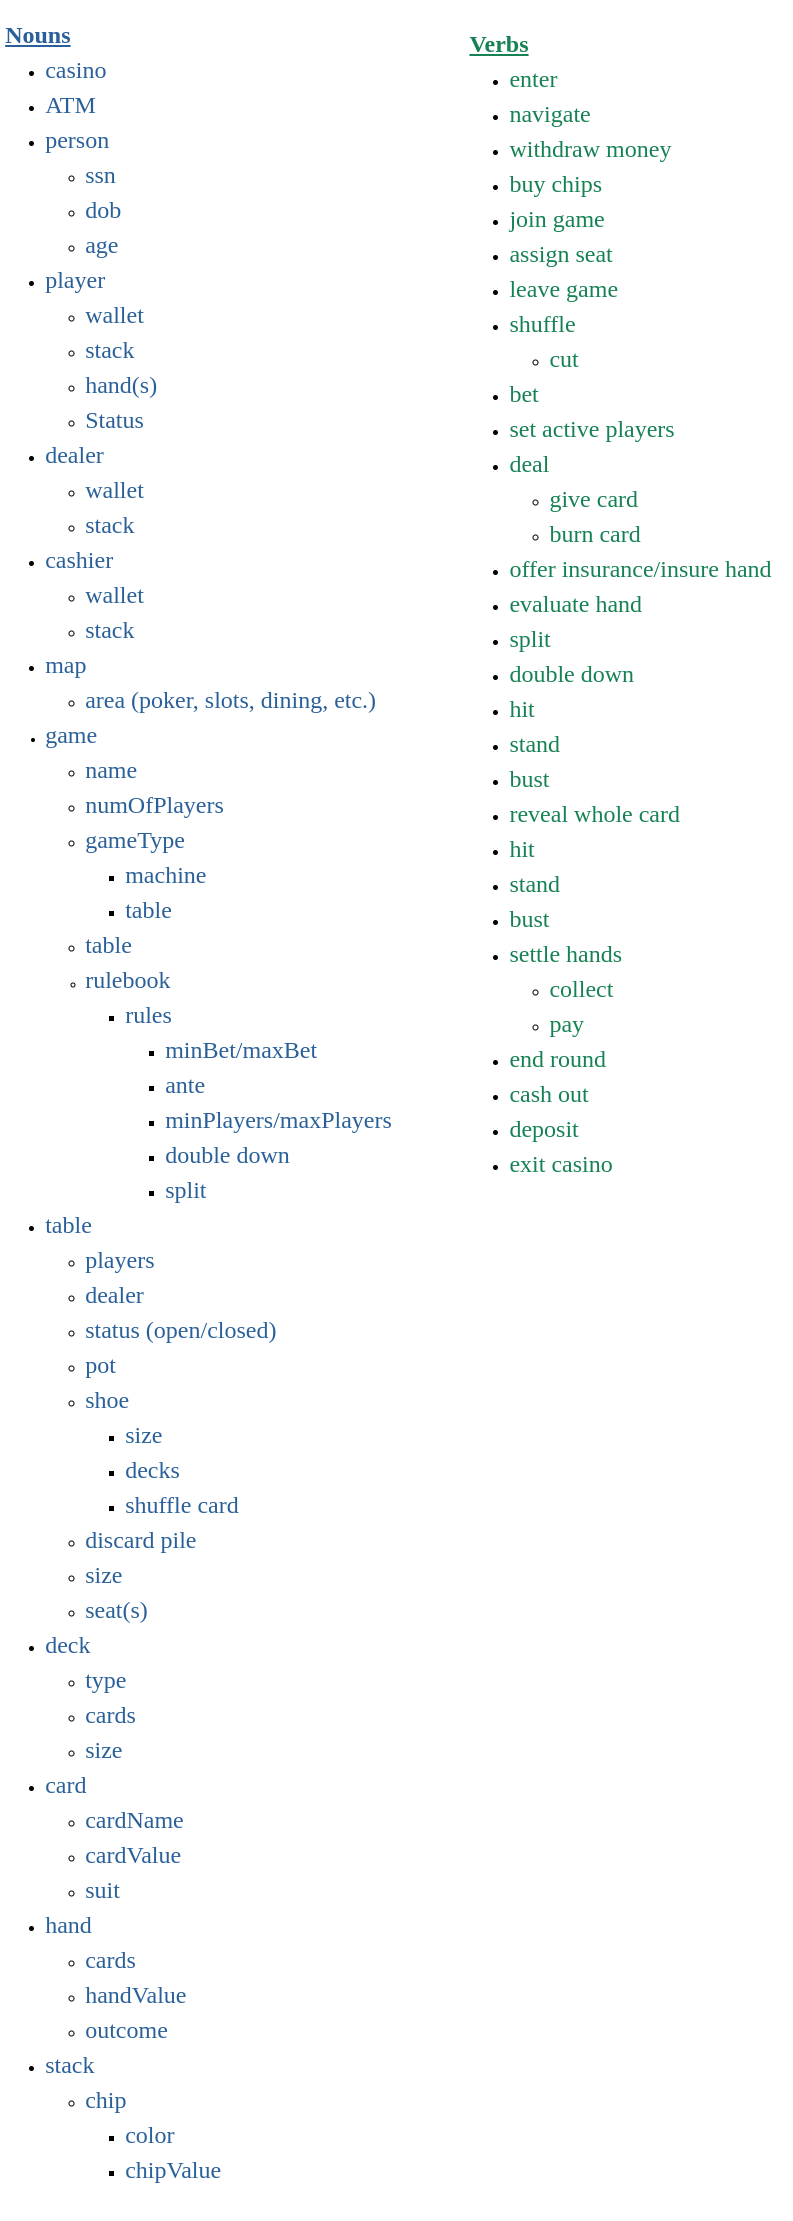 Nouns
casino
ATM
person
ssn
dob
age
player
wallet
stack
hand(s)
Status
dealer
wallet
stack
cashier
wallet
stack
map
area (poker, slots, dining, etc.)
game
name
numOfPlayers
gameType
machine
table
table
rulebook
rules
minBet/maxBet
ante
minPlayers/maxPlayers
double down
split
table
players
dealer
status (open/closed)
pot
shoe
size
decks
shuffle card
discard pile
size
seat(s)
deck
type
cards
size
card
cardName
cardValue
suit
hand
cards
handValue
outcome
stack
chip
color
chipValue
Verbs
enter
navigate
withdraw money
buy chips
join game
assign seat
leave game
shuffle
cut
bet
set active players
deal
give card
burn card
offer insurance/insure hand
evaluate hand
split
double down
hit
stand
bust
reveal whole card
hit
stand
bust
settle hands
collect
pay
end round
cash out
deposit
exit casino